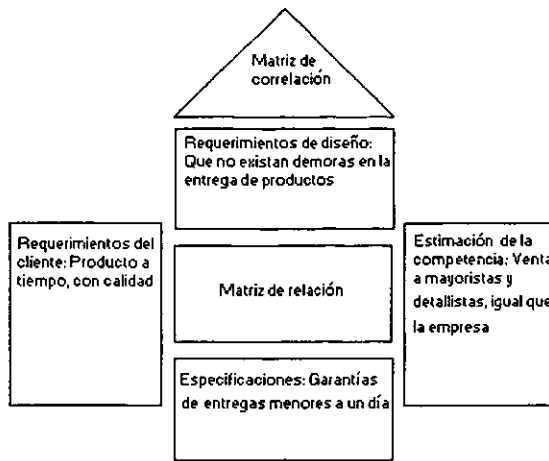 Matriz de
correlación
Requerimientos de diseño:
Que no existan demoras en la
entrega de productos
Requerimientos del
cliente: Producto a
tiempo, con calidad
Matriz de relación
Estimación de la
competencia: Venta
a mayoristas y
detallistas, igual que
la empresa
Especificaciones: Garantías
de entregas menores a un día